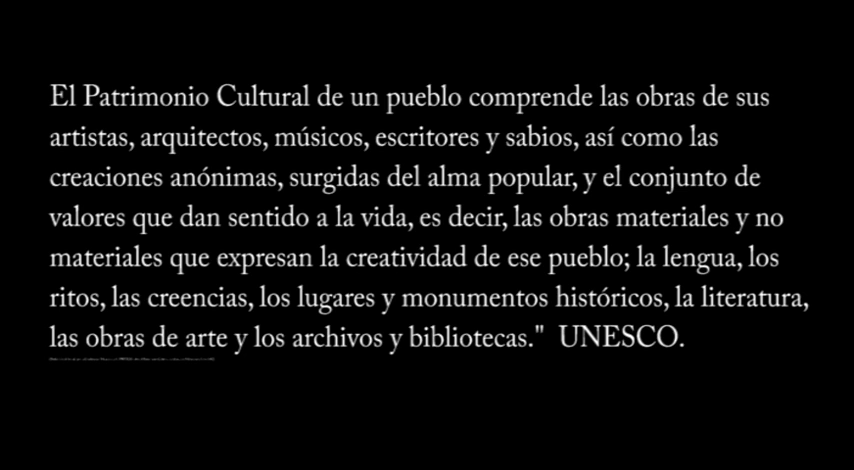 El Patrimonio Cultural de un pueblo comprende las obras de sus
artistas, arquitectos, músicos, escritores y sabios, así como las
creaciones anónimas, surgidas del alma popular, y el conjunto de
valores que dan sentido a la vida, es decir, las obras materiales y no
materiales que expresan la creatividad de ese pueblo; la lengua, los
ritos, las creencias, los lugares y monumentos históricos, la literatura,
las obras de arte y los archivos y bibliotecas."  UNESCO.